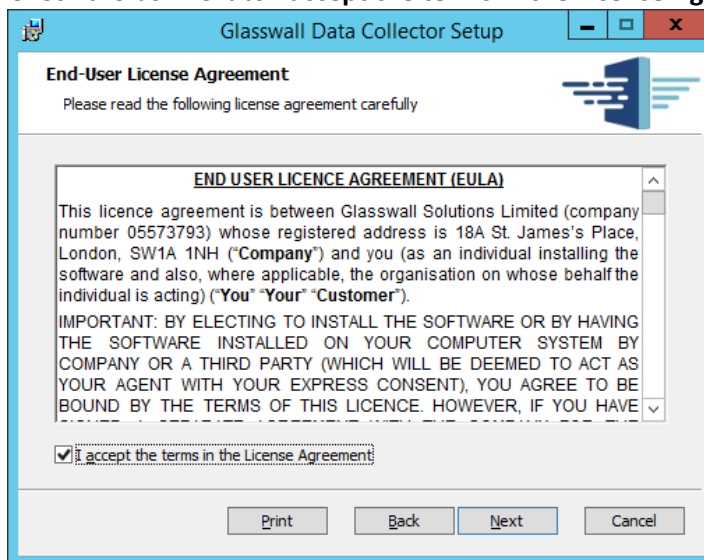 Glasswall Data Collector Setup
End-User License Agreement
Please read the following license agreement carefully
END USER LICENCE AGREEMENT (EULA)
This licence agreement is between Glasswall Solutions Limited (company
number 05573793) whose registered address is 18A St. James's Place,
London, SW1A 1NH (“Company”) and you (as an individual installing the
software and also, where applicable, the organisation on whose behalf the
individual is acting) (“You” “Your” “Customer”).
IMPORTANT: BY ELECTING TO INSTALL THE SOFTWARE OR BY HAVING
THE SOFTWARE INSTALLED ON YOUR COMPUTER SYSTEM BY
COMPANY OR A THIRD PARTY (WHICH WILL BE DEEMED TO ACT AS
YOUR AGENT WITH YOUR EXPRESS CONSENT), YOU AGREE TO BE
BOUND BY THE TERMS OF THIS LICENCE. HOWEVER, IF YOU HAVE
I accept the terms in the License Agreement
Print Back Next Cancel